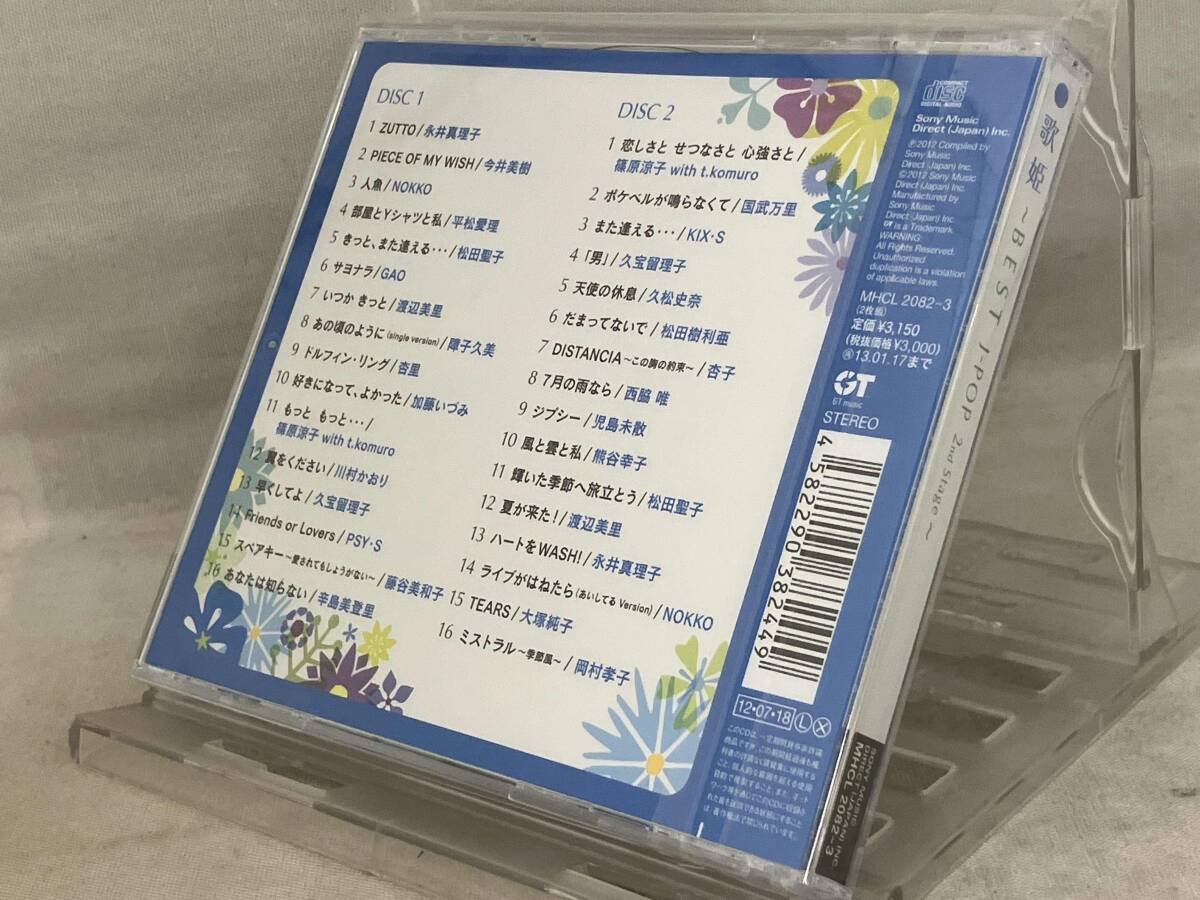 DISC 1
1 ZUTTO/永井真理子
2 PIECE OF MY WISH/今井美樹
3 人魚/NOKKO
4 部屋とYシャツと私/平松愛理
5 きっと、また逢える・・・/松田聖子
6 サヨナラ/GAO
7 いつか きっと/渡辺美里
8 あの頃のように(single version)/障子久美
9 ドルフィン・リング/杏里
10 好きになって、よかった/加藤いづみ
11 もっと もっと・・・/
篠原涼子 with t.komuro
12 翼をください/川村かおり
13 早くしてよ/久宝留理子
14 Friends or Lovers/PSY・S
15 スペアキー〜愛されてもしょうがない〜/藤谷美和子
16 あなたは知らない/辛島美登里
DISC 2
1 恋しさと せつなさと 心強さと/
篠原涼子 with t.komuro
2 ポケベルが鳴らなくて/国武万里
3 また逢える・・・/KIX・S
4 「男」/久宝留理子
5 天使の休息/久松史奈
6 だまってないで/松田樹利亜
7 DISTANCIA〜この胸の約束〜/杏子
8 7月の雨なら/西脇 唯
9 ジプシー/児島未散
10 風と雲と私/熊谷幸子
11 輝いた季節へ旅立とう/松田聖子
12 夏が来た!/渡辺美里
13 ハートをWASH!/永井真理子
14 ライブがはねたら(あいしてる Version)/NOKKO
15 TEARS/大塚純子
16 ミストラル〜季節風〜/岡村孝子
COMPACT
disc
DIGITAL AUDIO
Sony Music
Direct (Japan) Inc.
℗2012 Compiled by
Sony Music
Direct (Japan) Inc.
©2012 Sony Music
Direct (Japan) Inc.
Manufactured by
Sony Music
Direct (Japan) Inc.
GT is a Trademark.
WARNING:
All Rights Reserved.
Unauthorized
duplication is a violation
of applicable laws.
MHCL 2082~3
(2枚組)
定価¥3,150
(税抜価格¥3,000)
13.01.17まで
GT
GT music
STEREO
4 582290 382449
12・07・18 L X
歌姫 〜BEST J-POP 2nd Stage〜
SONY MUSIC
DIRECT (JAPAN) INC.
MHCL 2082~3